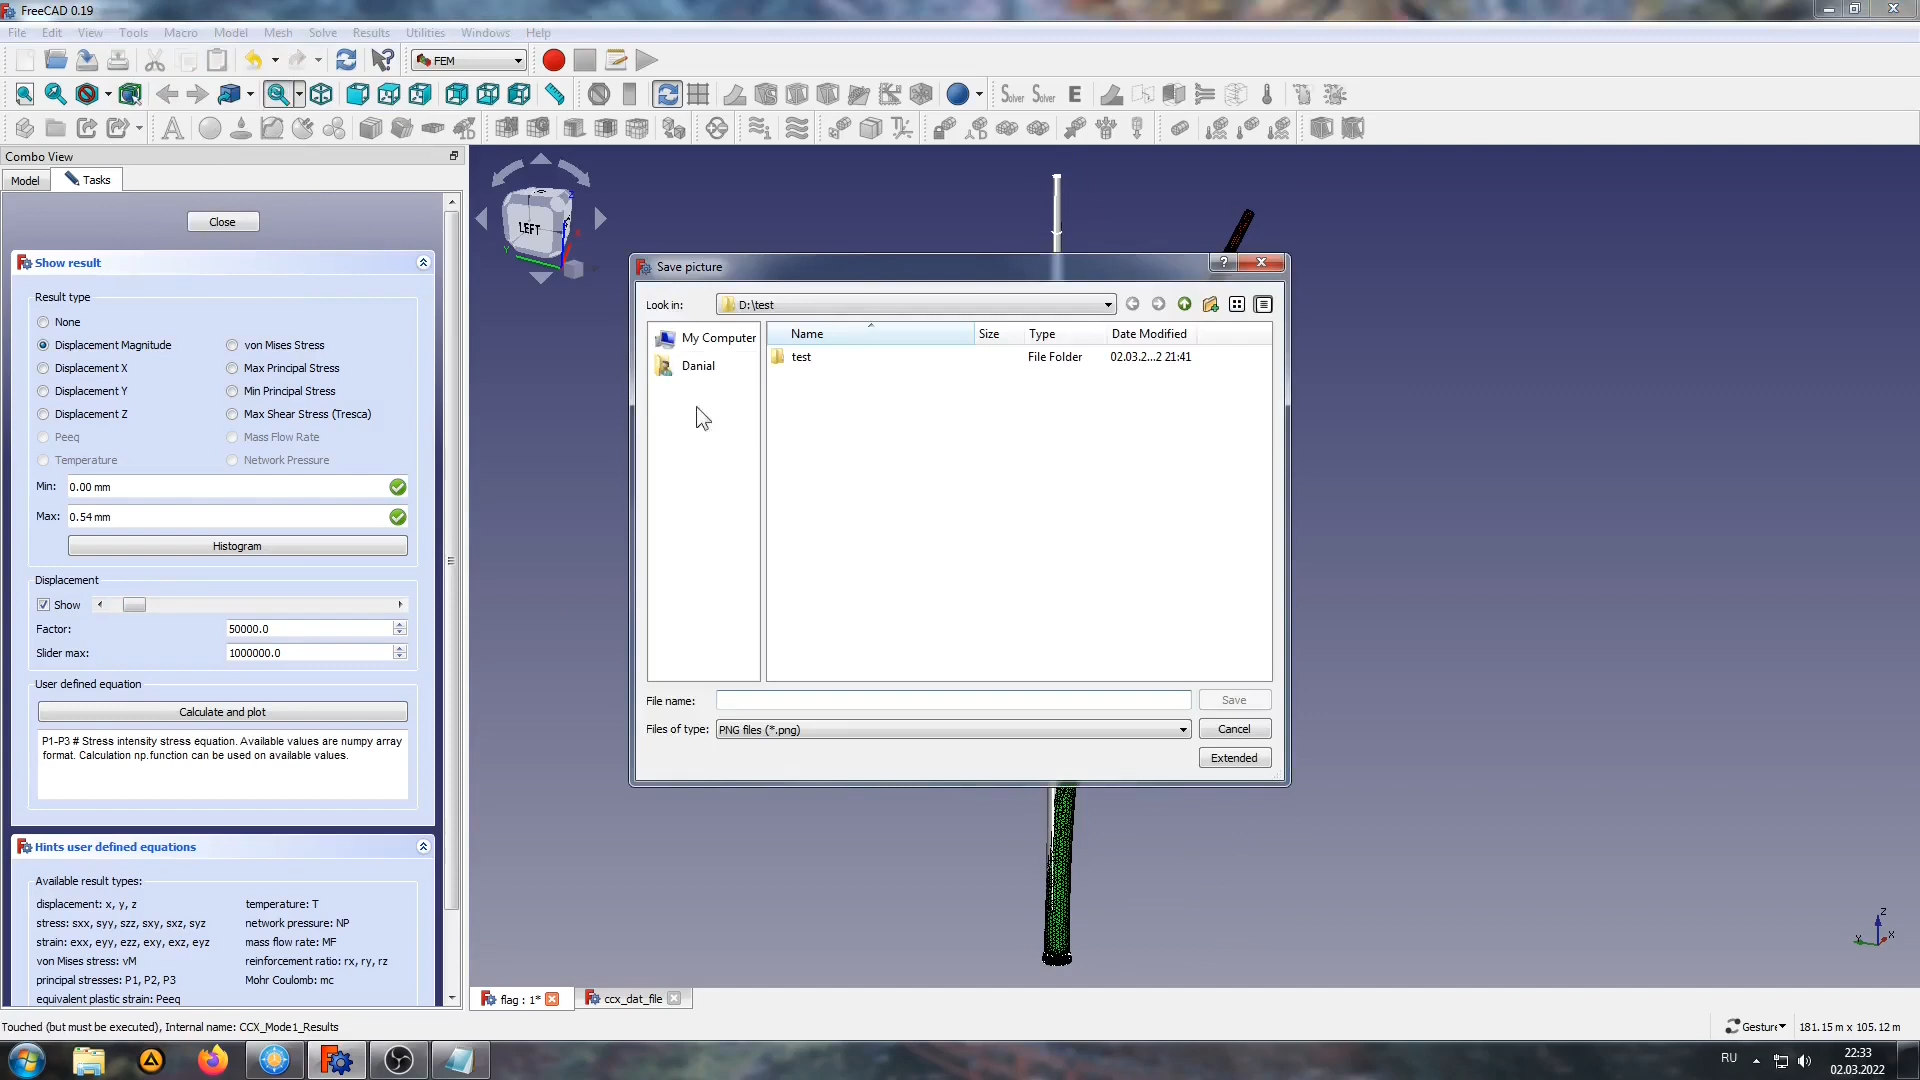 FreeCAD 0.19
File Edit View Tools Macro Model Mesh Solve Results Utilities Windows Help
FEM
Solver Solver E
Combo View
Model Tasks
Close
Show result
Result type
None
Displacement Magnitude von Mises Stress
Displacement X Max Principal Stress
Displacement Y Min Principal Stress
Displacement Z Max Shear Stress (Tresca)
Peeq Mass Flow Rate
Temperature Network Pressure
Min: 0.00 mm
Max: 0.54 mm
Histogram
Displacement
Show
Factor: 50000.0
Slider max: 1000000.0
User defined equation
Calculate and plot
P1-P3 # Stress intensity stress equation. Available values are numpy array
format. Calculation np.function can be used on available values.
Hints user defined equations
Available result types:
displacement: x, y, z temperature: T
stress: sxx, syy, szz, sxy, sxz, syz network pressure: NP
strain: exx, eyy, ezz, exy, exz, eyz mass flow rate: MF
von Mises stress: vM reinforcement ratio: rx, ry, rz
principal stresses: P1, P2, P3 Mohr Coulomb: mc
equivalent plastic strain: Peeq
LEFT
Z
Y
X
Save picture
Look in: D:\test
My Computer
Danial
Name Size Type Date Modified
test File Folder 02.03.2...2 21:41
File name: Save
Files of type: PNG files (*.png) Cancel
Extended
Z
Y X
flag : 1* ccx_dat_file
Touched (but must be executed), Internal name: CCX_Mode1_Results
Gesture 181.15 m x 105.12 m
RU
22:33
02.03.2022